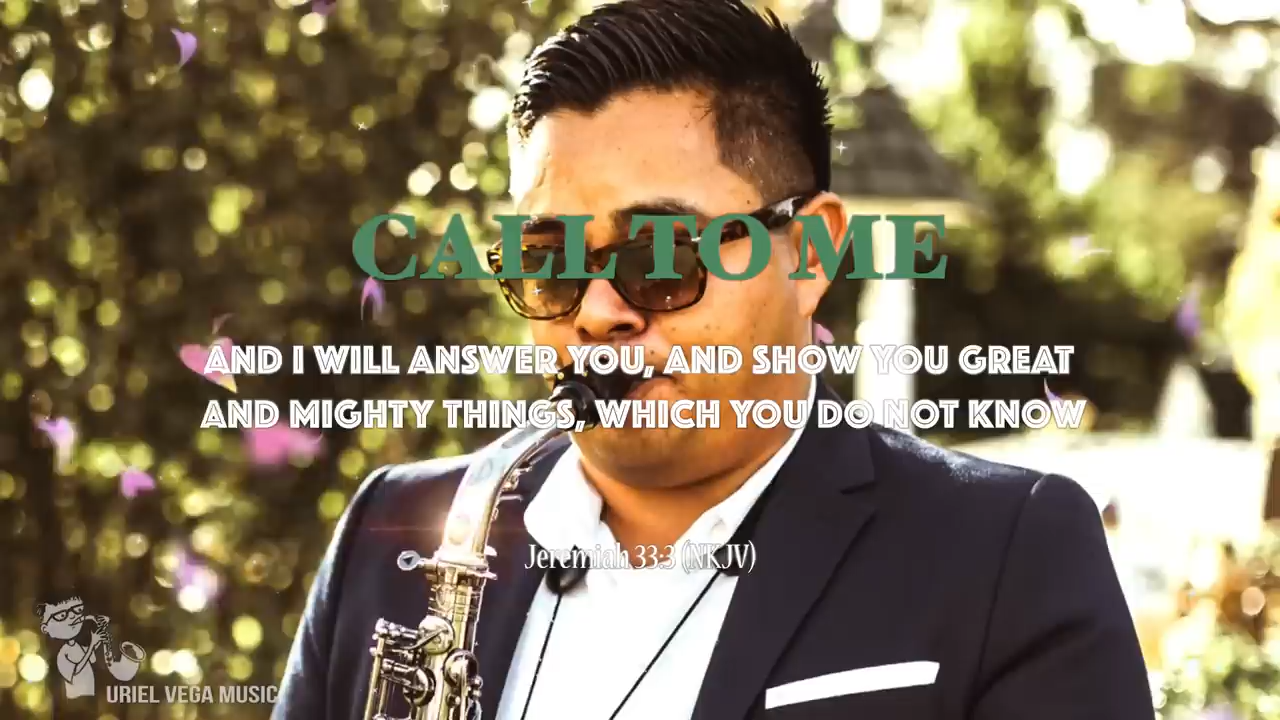 CALL TO ME
AND I WILL ANSWER YOU, AND SHOW YOU GREAT
AND MIGHTY THINGS, WHICH YOU DO NOT KNOW
Jeremiah 33:3 (NKJV)
URIEL VEGA MUSIC